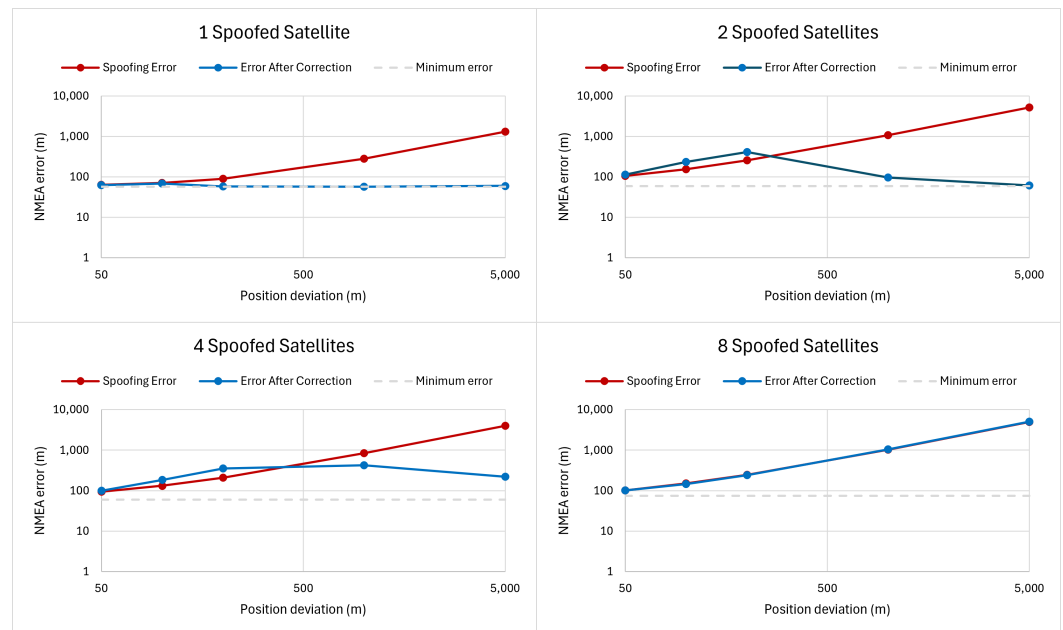 1 Spoofed Satellite
Spoofing Error Error After Correction Minimum error
10,000
1,000
100
10
1
NMEA error (m)
50 500 5,000
Position deviation (m)
2 Spoofed Satellites
Spoofing Error Error After Correction Minimum error
10,000
1,000
100
10
1
NMEA error (m)
50 500 5,000
Position deviation (m)
4 Spoofed Satellites
Spoofing Error Error After Correction Minimum error
10,000
1,000
100
10
1
NMEA error (m)
50 500 5,000
Position deviation (m)
8 Spoofed Satellites
Spoofing Error Error After Correction Minimum error
10,000
1,000
100
10
1
NMEA error (m)
50 500 5,000
Position deviation (m)